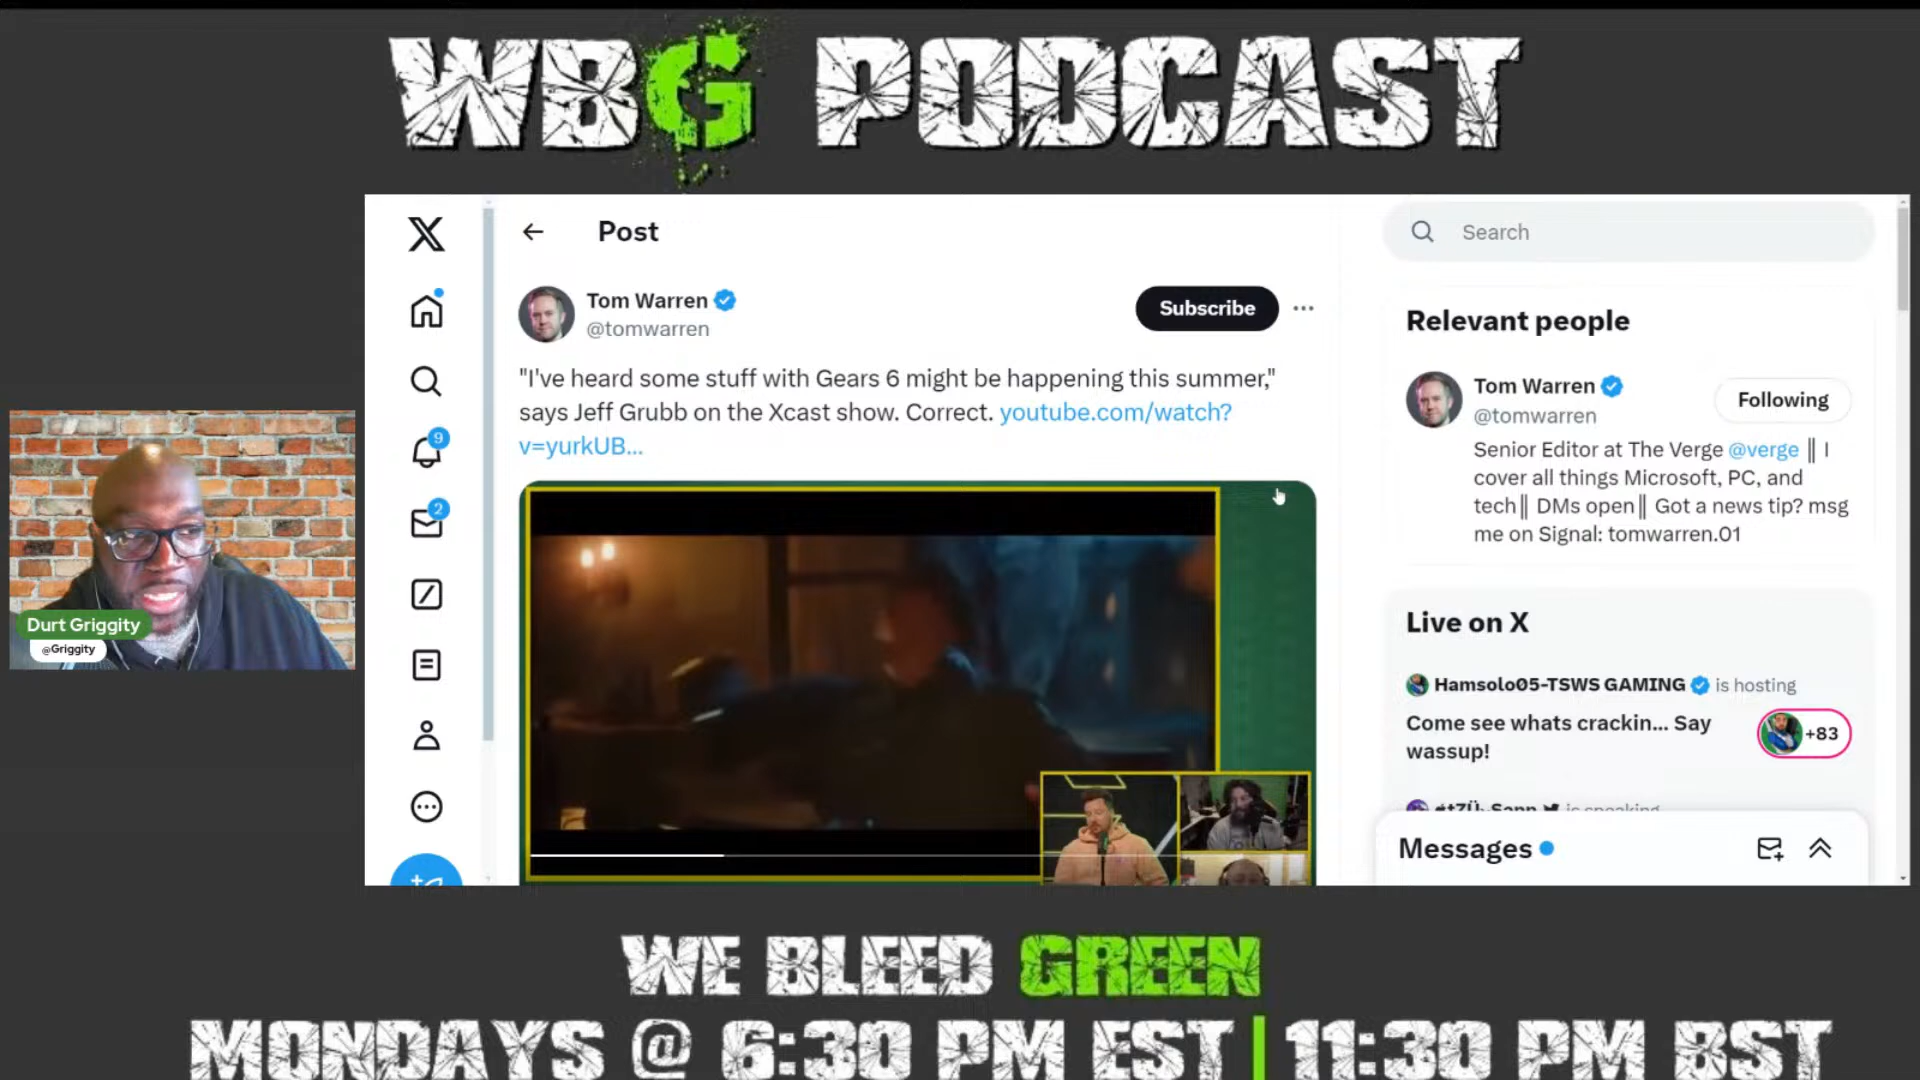 WBG PODCAST
Post
Search
Tom Warren
@tomwarren
Subscribe
"I've heard some stuff with Gears 6 might be happening this summer,"
says Jeff Grubb on the Xcast show. Correct. youtube.com/watch?
v=yurkUB...
Relevant people
Tom Warren
@tomwarren
Following
Senior Editor at The Verge @verge || I
cover all things Microsoft, PC, and
tech|| DMs open|| Got a news tip? msg
me on Signal: tomwarren.01
9
2
Live on X
Hamsolo05-TSWS GAMING is hosting
Come see whats crackin... Say
wassup!
+83
is speaking
Messages
Durt Griggity
@Griggity
WE BLEED GREEN
MONDAYS @ 6:30 PM EST|11:30 PM BST